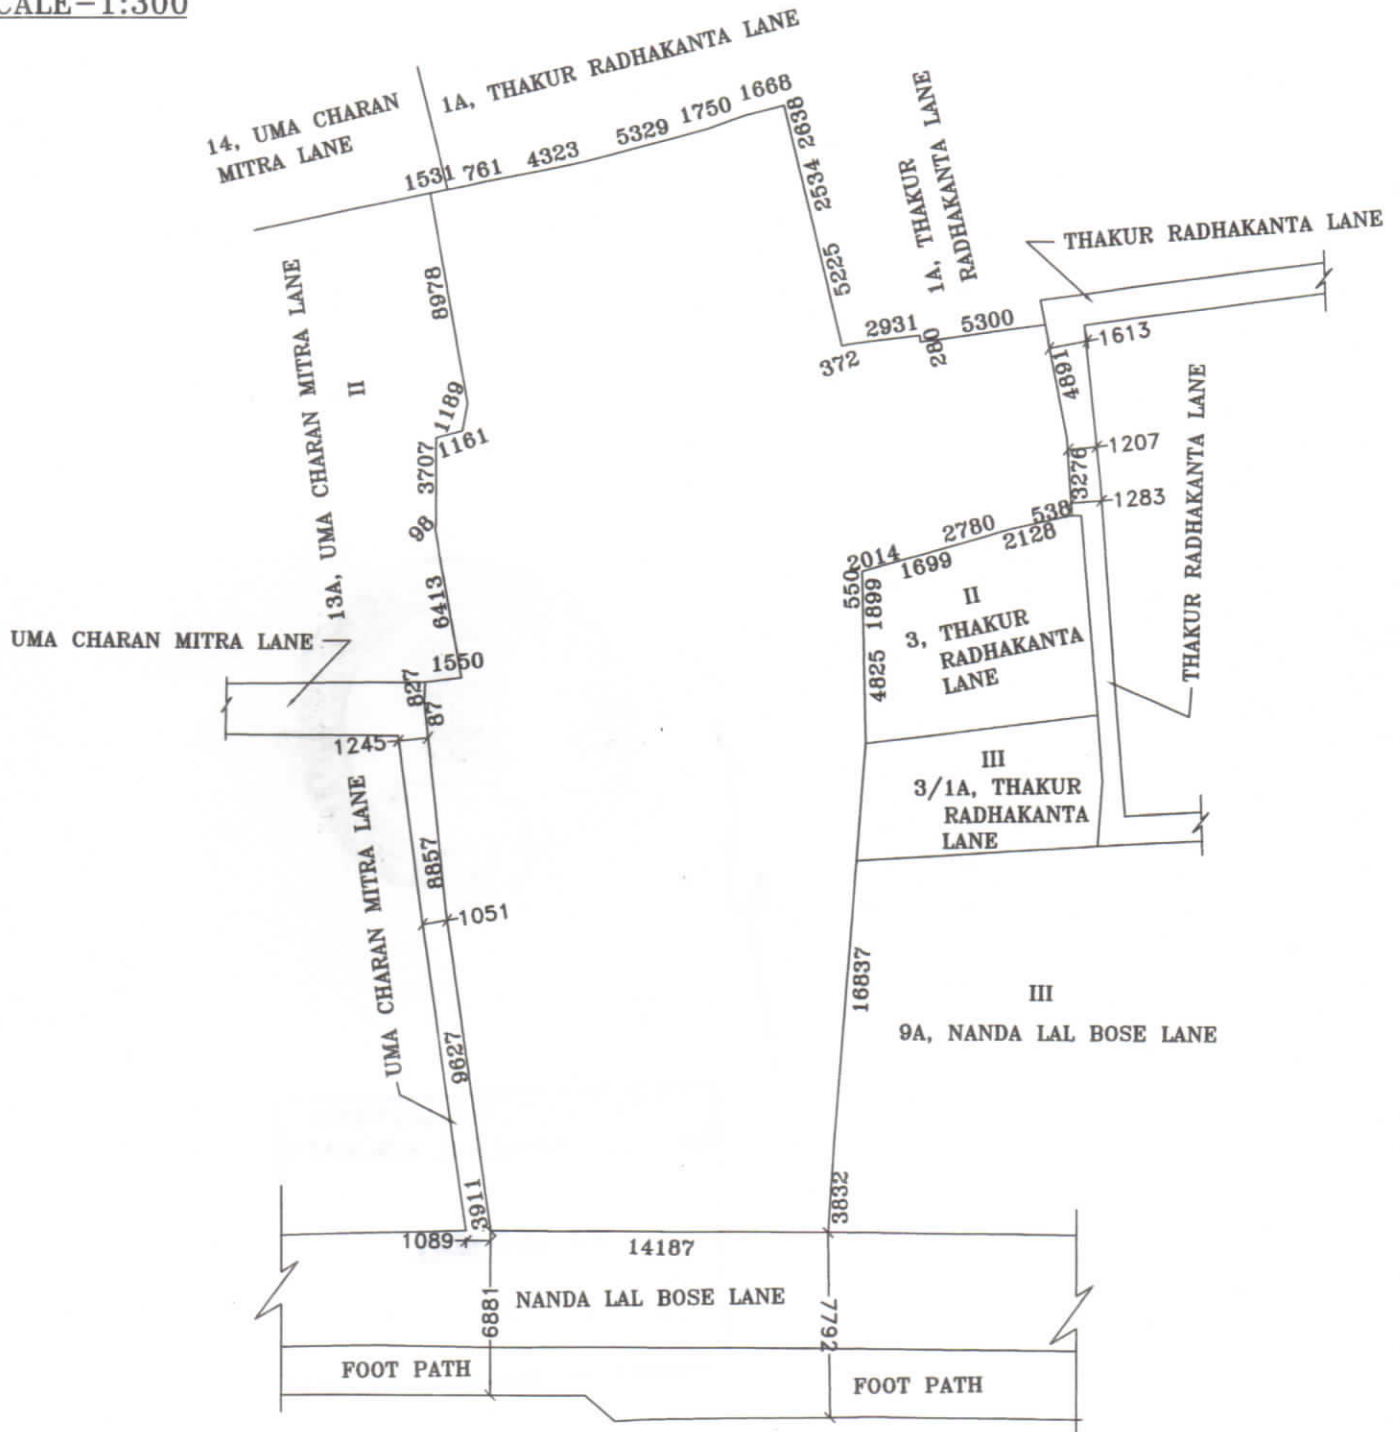 SCALE-1:300
14, UMA CHARAN
MITRA LANE
1A, THAKUR RADHAKANTA LANE
1531
761
4323
5329
1750
1668
2638
2534
5225
1A, THAKUR
RADHAKANTA LANE
THAKUR RADHAKANTA LANE
372
2931
280
5300
1613
4891
1207
3276
1283
THAKUR RADHAKANTA LANE
8978
13A, UMA CHARAN MITRA LANE
II
1189
1161
3707
98
6413
538
2780
2128
2014
1699
550
1899
4825
II
3, THAKUR
RADHAKANTA
LANE
UMA CHARAN MITRA LANE
1550
827
87
1245
III
3/1A, THAKUR
RADHAKANTA
LANE
UMA CHARAN MITRA LANE
8857
1051
16837
III
9A, NANDA LAL BOSE LANE
9627
3911
3832
1089
14187
6881
NANDA LAL BOSE LANE
7792
FOOT PATH
FOOT PATH